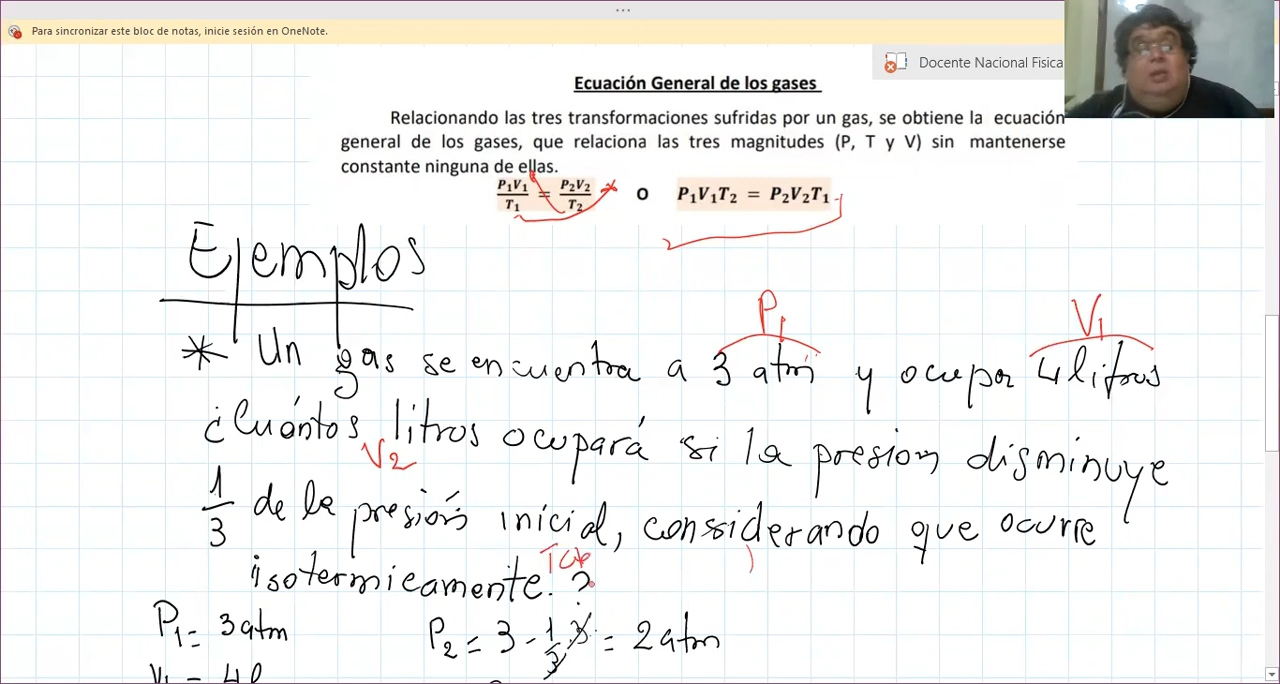 Para sincronizar este bloc de notas, inicie sesión en OneNote.
Docente Nacional Fisica
Ecuación General de los gases
Relacionando las tres transformaciones sufridas por un gas, se obtiene la ecuación
general de los gases, que relaciona las tres magnitudes (P, T y V) sin mantenerse
constante ninguna de ellas.
P₁V₁/T₁ = P₂V₂/T₂ O P₁V₁T₂ = P₂V₂T₁
Ejemplos
P₁ V₁
* Un gas se encuentra a 3 atm y ocupa 4 litros
¿Cuántos litros ocupará si la presion disminuye
V₂
1/3 de la presión inicial, considerando que ocurre
isotermicamente.?
P₁ = 3 atm P₂ = 3 - 1/3 3 = 2 atm
V₁ = 4l